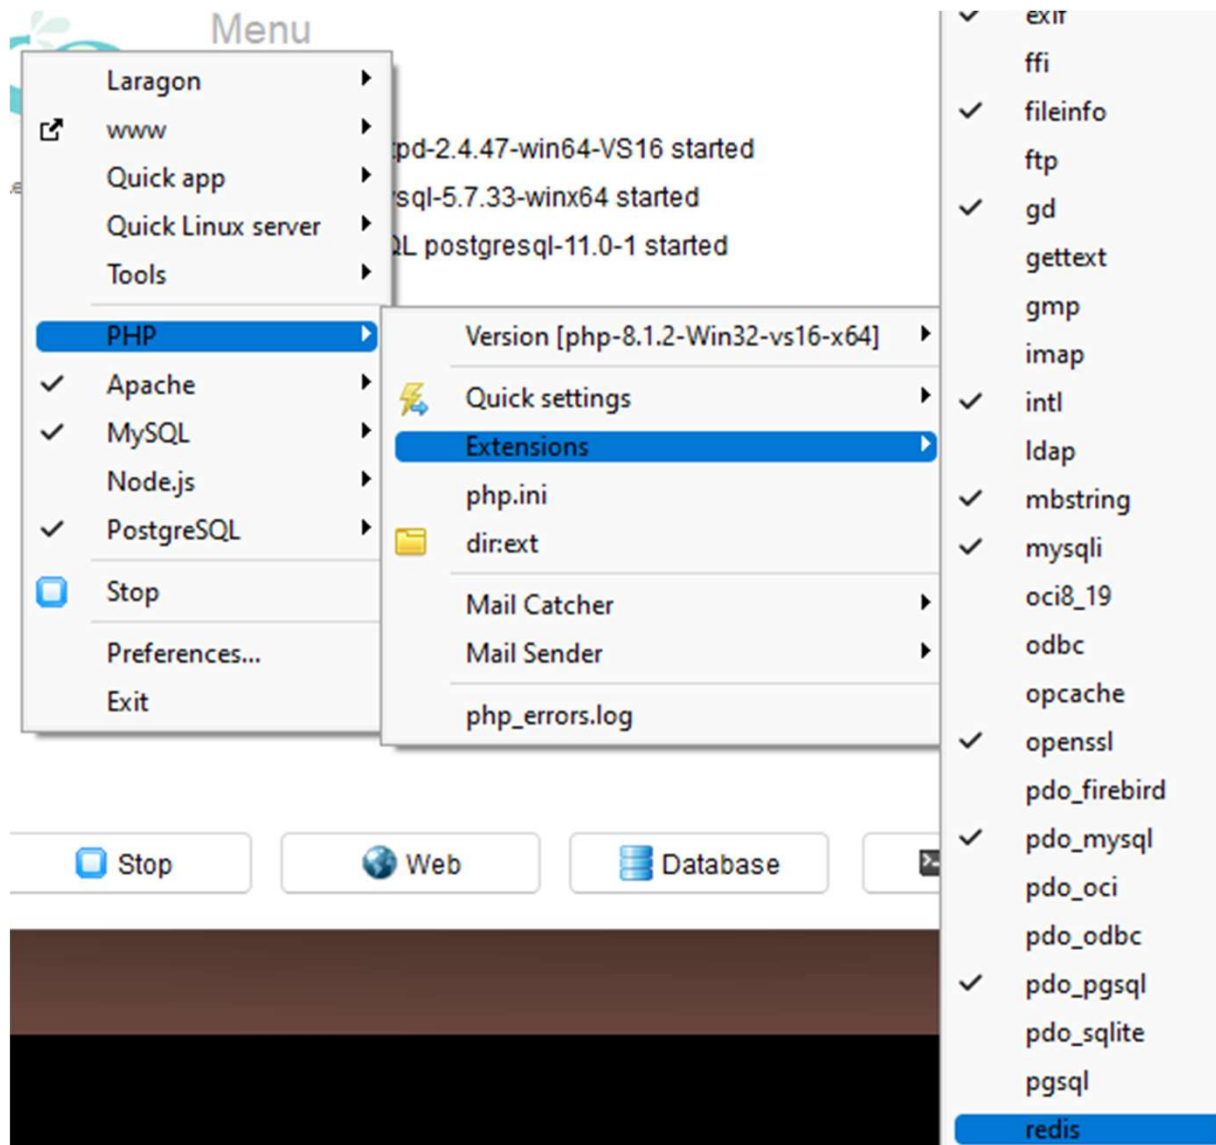 Menu
Laragon
www
Quick app
Quick Linux server
Tools
PHP
Apache
MySQL
Node.js
PostgreSQL
Stop
Preferences...
Exit
pd-2.4.47-win64-VS16 started
sql-5.7.33-winx64 started
QL postgresql-11.0-1 started
Version [php-8.1.2-Win32-vs16-x64]
Quick settings
Extensions
php.ini
dir:ext
Mail Catcher
Mail Sender
php_errors.log
exif
ffi
fileinfo
ftp
gd
gettext
gmp
imap
intl
ldap
mbstring
mysqli
oci8_19
odbc
opcache
openssl
pdo_firebird
pdo_mysql
pdo_oci
pdo_odbc
pdo_pgsql
pdo_sqlite
pgsql
redis
Stop
Web
Database